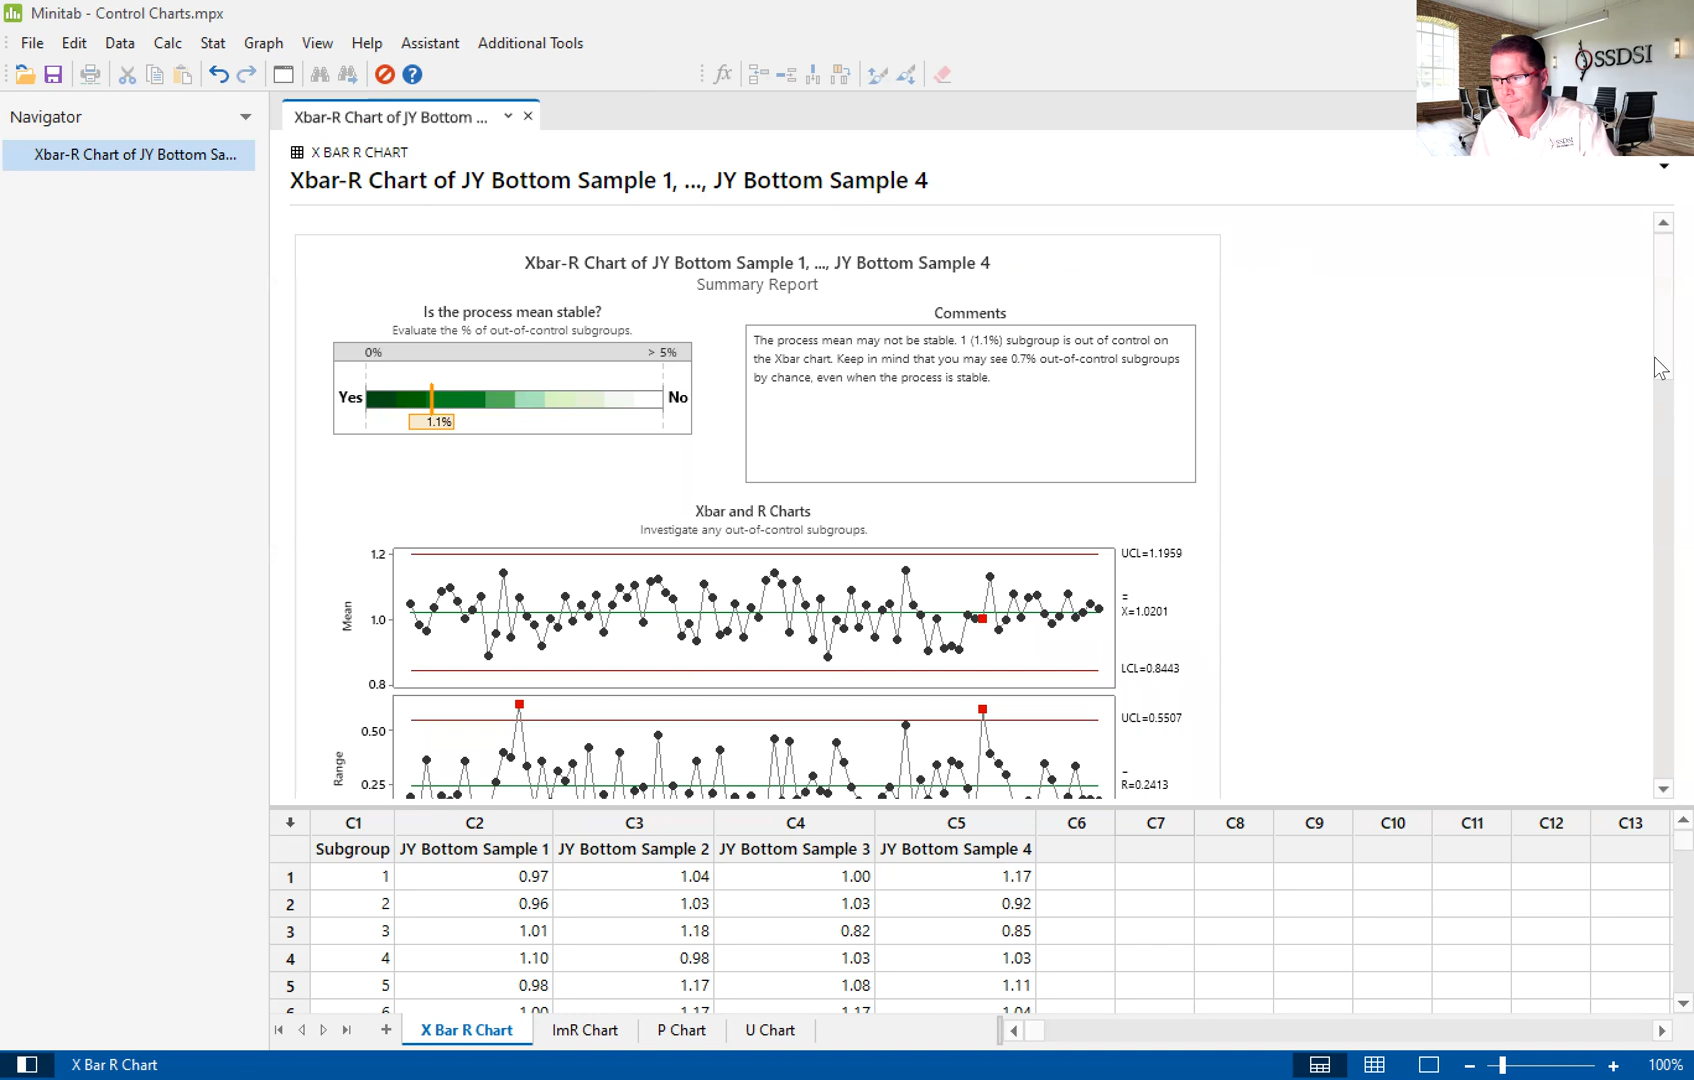 Minitab - Control Charts.mpx
File Edit Data Calc Stat Graph View Help Assistant Additional Tools
SSDSI
SSDSI
Navigator
Xbar-R Chart of JY Bottom ...
Xbar-R Chart of JY Bottom Sa...
X BAR R CHART
Xbar-R Chart of JY Bottom Sample 1, ..., JY Bottom Sample 4
Xbar-R Chart of JY Bottom Sample 1, ..., JY Bottom Sample 4
Summary Report
Is the process mean stable?
Evaluate the % of out-of-control subgroups.
0% > 5%
Yes No
1.1%
Comments
The process mean may not be stable. 1 (1.1%) subgroup is out of control on
the Xbar chart. Keep in mind that you may see 0.7% out-of-control subgroups
by chance, even when the process is stable.
Xbar and R Charts
Investigate any out-of-control subgroups.
1.2
1.0
0.8
Mean
UCL=1.1959
X=1.0201
LCL=0.8443
0.50
0.25
Range
UCL=0.5507
R=0.2413
C1 C2 C3 C4 C5 C6 C7 C8 C9 C10 C11 C12 C13
Subgroup JY Bottom Sample 1 JY Bottom Sample 2 JY Bottom Sample 3 JY Bottom Sample 4
1 1 0.97 1.04 1.00 1.17
2 2 0.96 1.03 1.03 0.92
3 3 1.01 1.18 0.82 0.85
4 4 1.10 0.98 1.03 1.03
5 5 0.98 1.17 1.08 1.11
6 6 1.00 1.17 1.17 1.04
X Bar R Chart ImR Chart P Chart U Chart
X Bar R Chart
100%